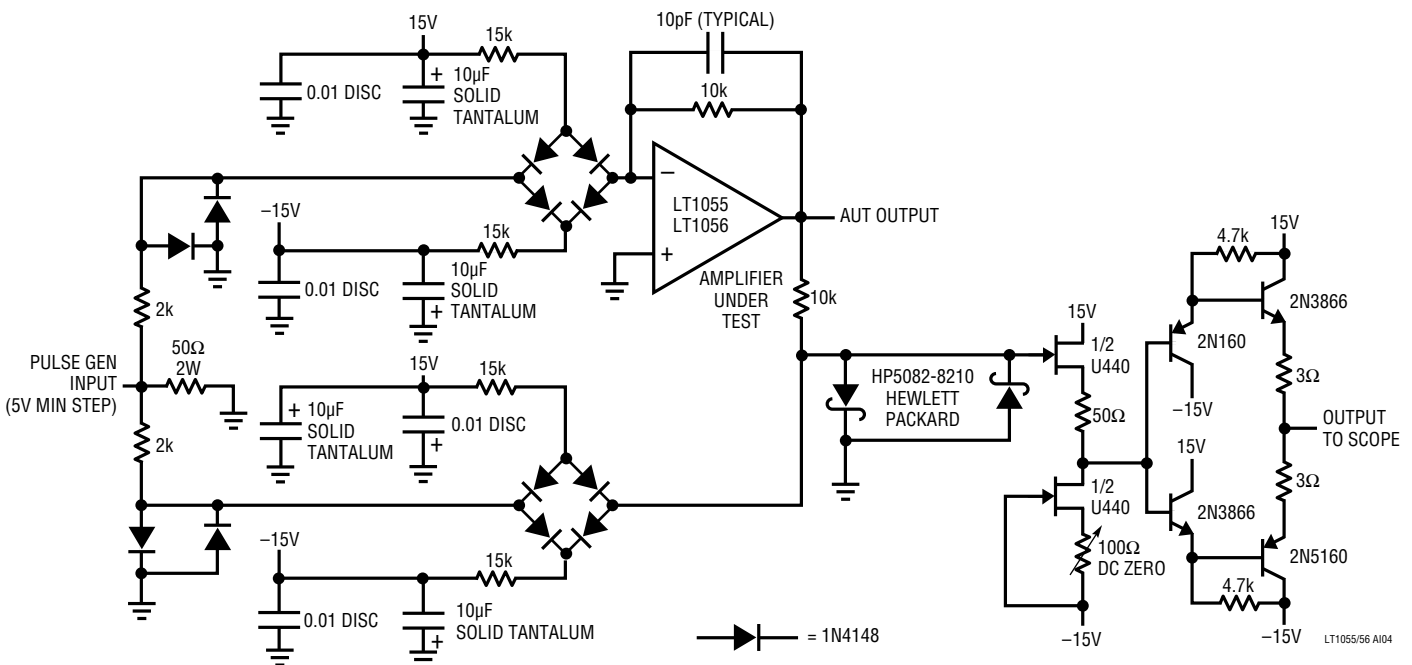 10pF (TYPICAL)
15V
15k
10k
0.01 DISC
+
10µF
SOLID
TANTALUM
–
LT1055
LT1056
+
AUT OUTPUT
AMPLIFIER
UNDER
TEST
–15V
15k
10µF
SOLID
TANTALUM
+
0.01 DISC
10k
2k
50Ω
2W
PULSE GEN
INPUT
(5V MIN STEP)
2k
15V
15k
+
10µF
SOLID
TANTALUM
0.01 DISC
+
–15V
15k
0.01 DISC
10µF
SOLID TANTALUM
+
HP5082-8210
HEWLETT
PACKARD
15V
1/2
U440
50Ω
1/2
U440
100Ω
DC ZERO
–15V
15V
4.7k
2N3866
2N160
–15V
3Ω
OUTPUT
TO SCOPE
15V
3Ω
2N3866
2N5160
4.7k
–15V
= 1N4148
LT1055/56 AI04